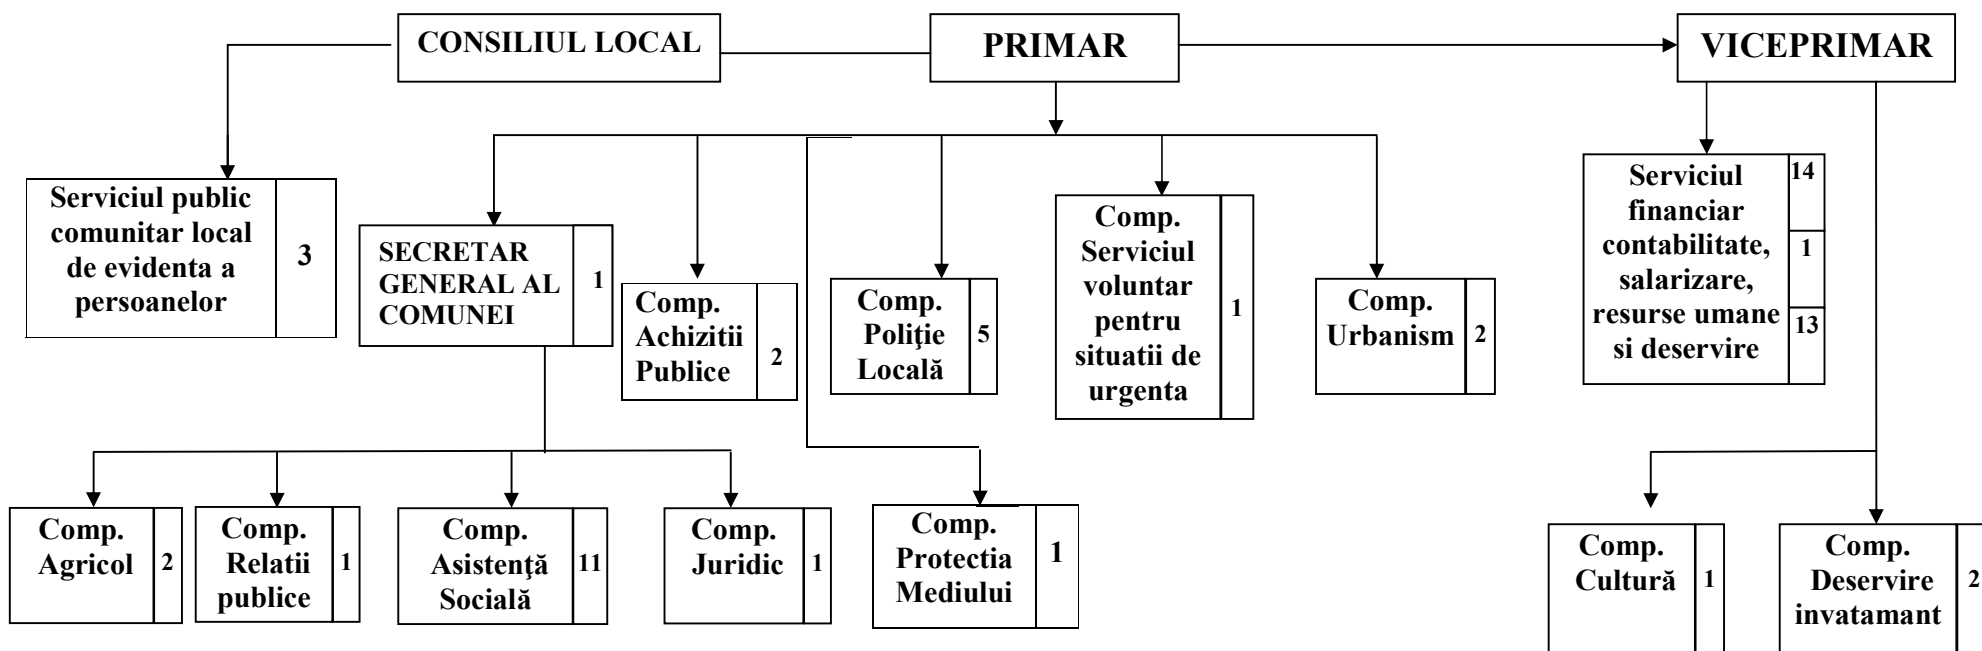 CONSILIUL LOCAL
PRIMAR
VICEPRIMAR
Serviciul public
comunitar local
de evidenta a
persoanelor
3
SECRETAR
GENERAL AL
COMUNEI
1
Comp.
Achizitii
Publice
2
Comp.
Poliţie
Locală
5
Comp.
Serviciul
voluntar
pentru
situatii de
urgenta
1
Comp.
Urbanism
2
Serviciul
financiar
contabilitate,
salarizare,
resurse umane
si deservire
14
1
13
Comp.
Agricol
2
Comp.
Relatii
publice
1
Comp.
Asistenţă
Socială
11
Comp.
Juridic
1
Comp.
Protectia
Mediului
1
Comp.
Cultură
1
Comp.
Deservire
invatamant
2